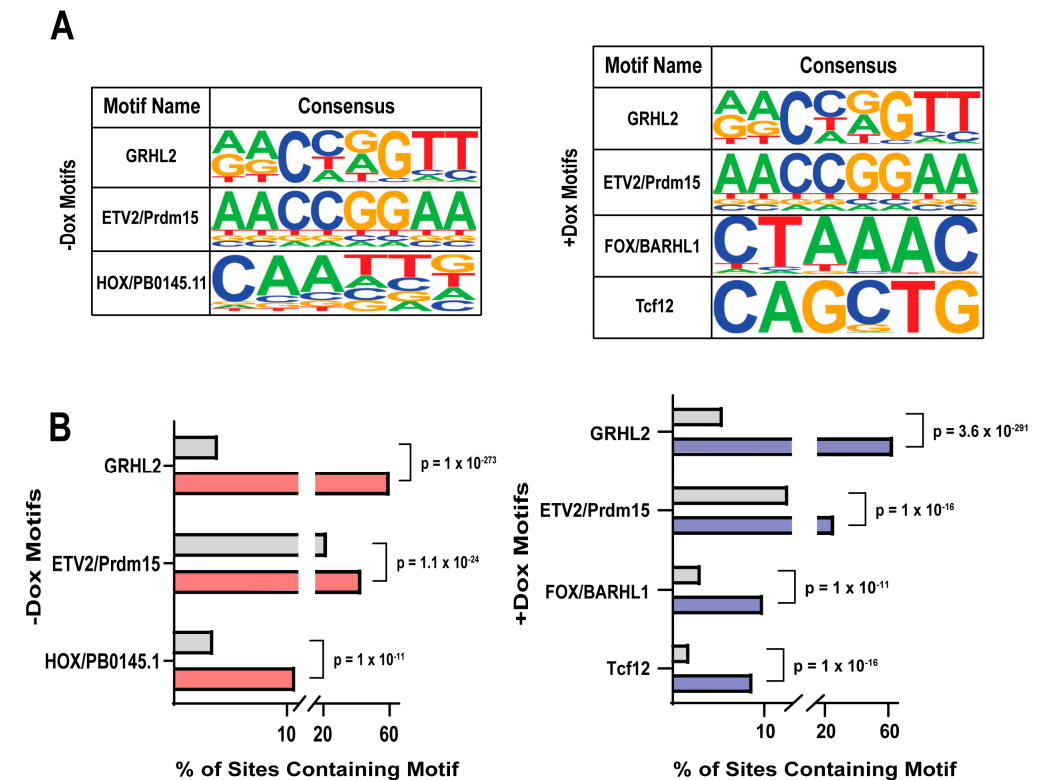 A
Motif Name Consensus
GRHL2
ETV2/Prdm15
HOX/PB0145.11
-Dox Motifs
Motif Name Consensus
GRHL2
ETV2/Prdm15
FOX/BARHL1
Tcf12
CAGCTG
+Dox Motifs
B
-Dox Motifs
GRHL2
p = 1 x 10-273
ETV2/Prdm15
p = 1.1 x 10-24
HOX/PB0145.1
p = 1 x 10-11
10 20 60
% of Sites Containing Motif
+Dox Motifs
GRHL2
p = 3.6 x 10-291
ETV2/Prdm15
p = 1 x 10-16
FOX/BARHL1
p = 1 x 10-11
Tcf12
p = 1 x 10-16
10 20 60
% of Sites Containing Motif